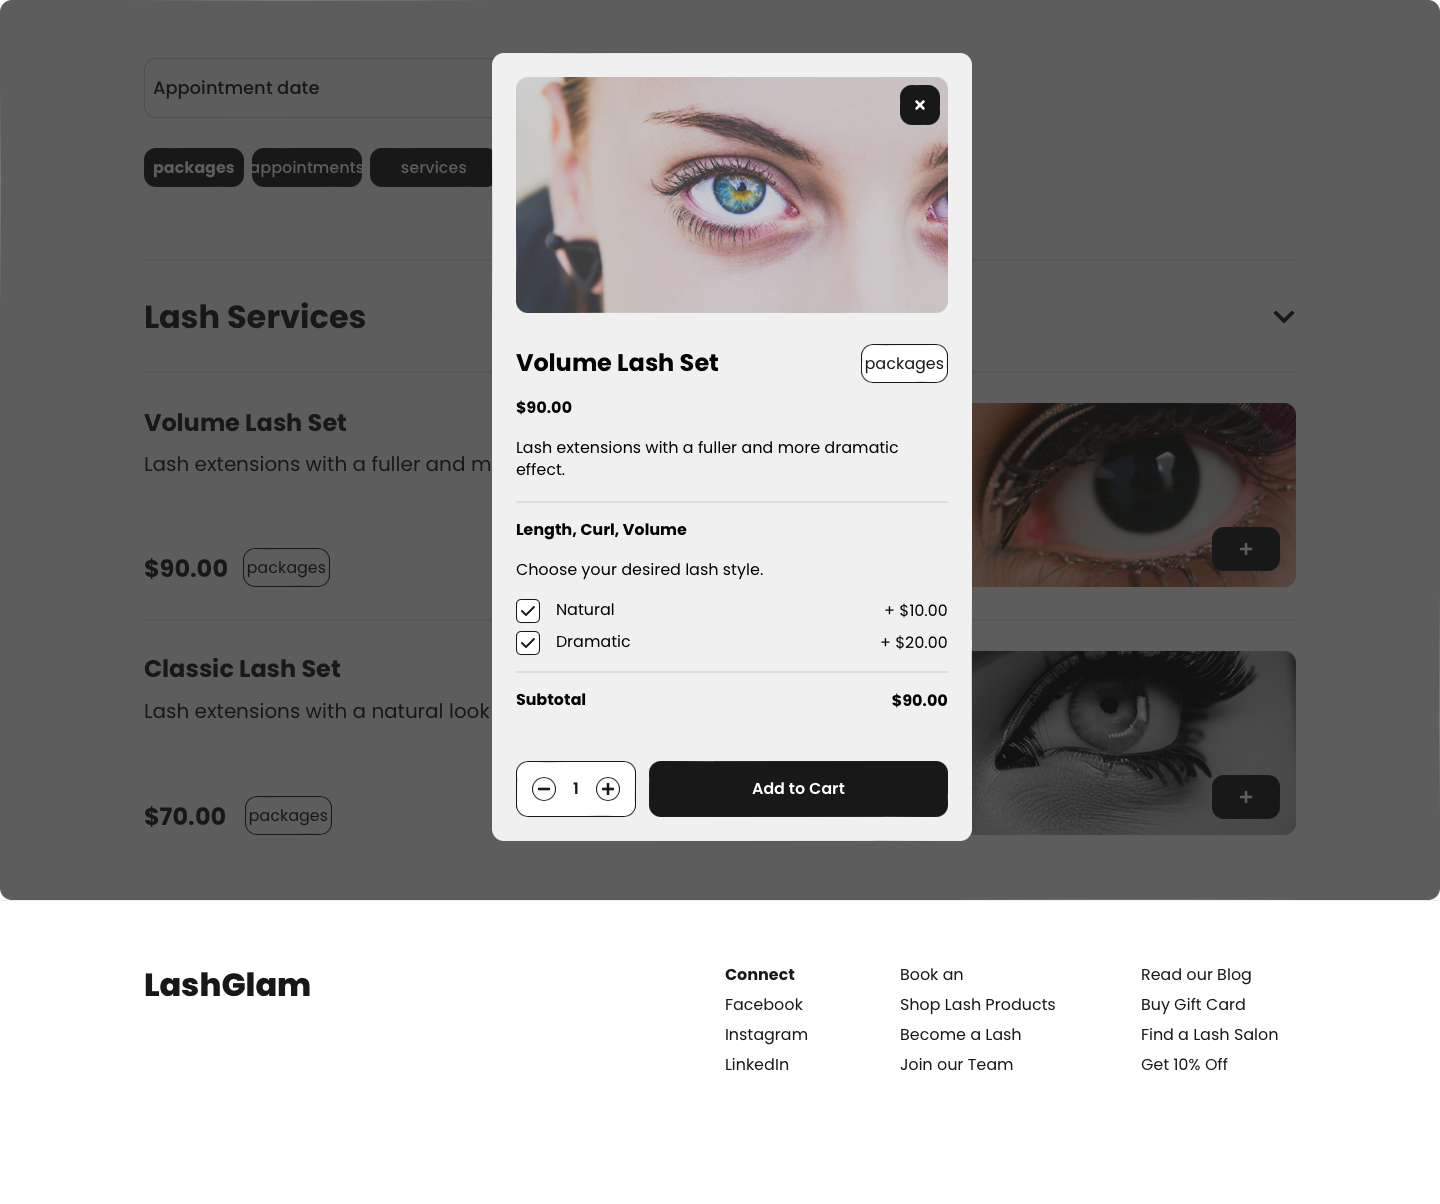 Appointment date
packages
appointments
services
Lash Services
Volume Lash Set
Lash extensions with a fuller and m
$90.00
packages
+
Classic Lash Set
Lash extensions with a natural look
$70.00
packages
+
Volume Lash Set
packages
$90.00
Lash extensions with a fuller and more dramatic
effect.
Length, Curl, Volume
Choose your desired lash style.
Natural
+ $10.00
Dramatic
+ $20.00
Subtotal
$90.00
1
Add to Cart
LashGlam
Connect
Facebook
Instagram
LinkedIn
Book an
Shop Lash Products
Become a Lash
Join our Team
Read our Blog
Buy Gift Card
Find a Lash Salon
Get 10% Off